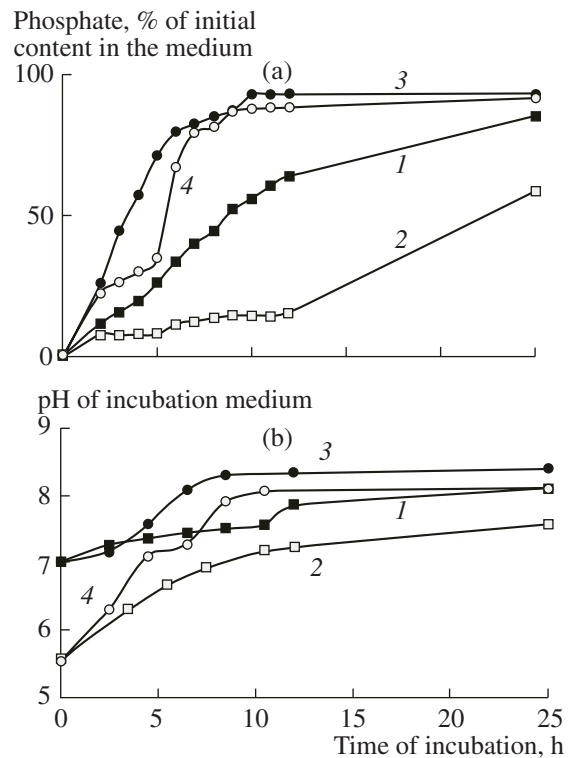 Phosphate, % of initial
content in the medium
100
(a)
3
1
4
50
2
0
pH of incubation medium
9
(b)
3
8
1
7
2
4
6
5
0 5 10 15 20 25
Time of incubation, h